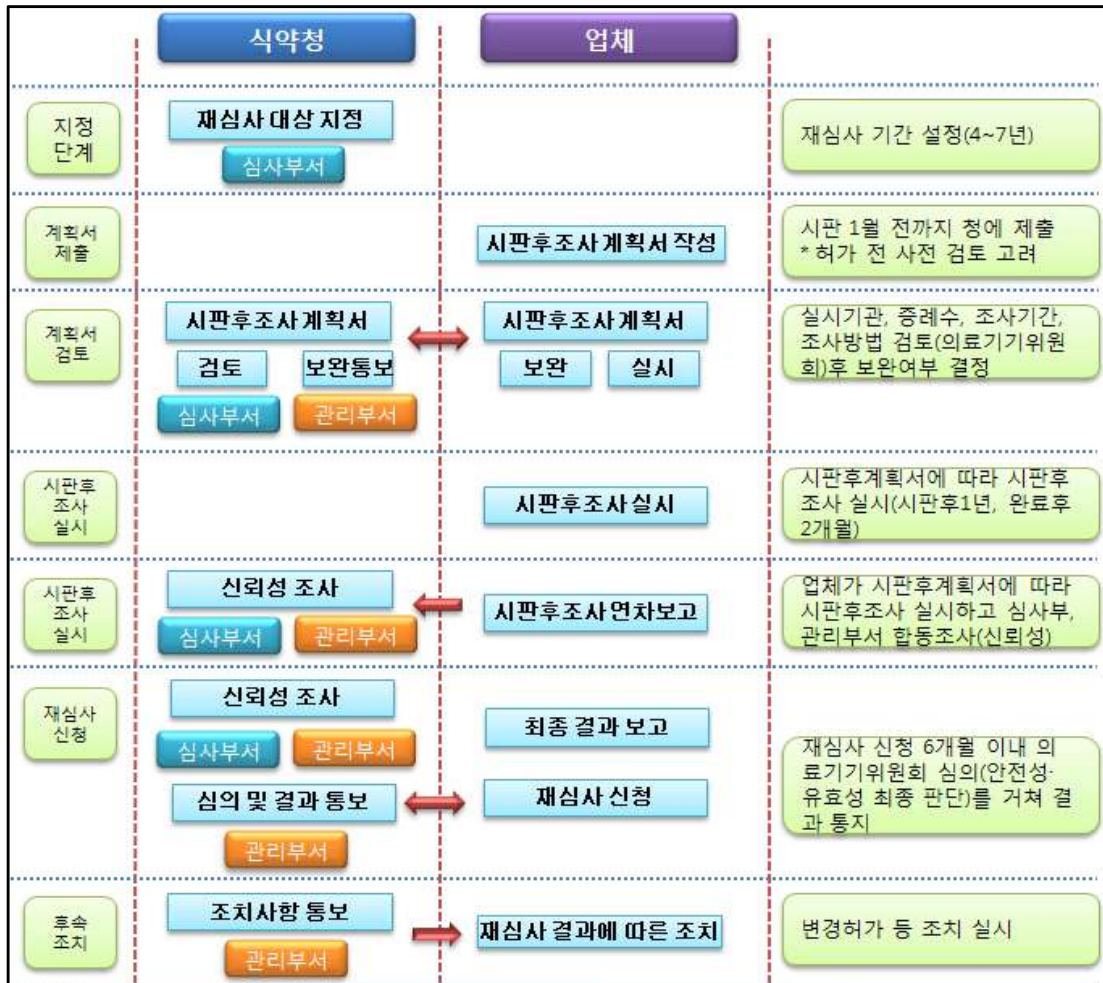 식약청
업체
지정
단계
재심사 대상 지정
심사부서
재심사 기간 설정(4~7년)
계획서
제출
시판후조사계획서 작성
시판 1월 전까지 청에 제출
* 허가 전 사전 검토 고려
계획서
검토
시판후조사계획서
검토
보완통보
심사부서
관리부서
시판후조사계획서
보완
실시
실시기관, 증례수, 조사기간,
조사방법 검토(의료기기위원
회)후 보완여부 결정
시판후
조사
실시
시판후조사실시
시판후계획서에 따라 시판후
조사 실시(시판후1년, 완료후
2개월)
시판후
조사
실시
신뢰성 조사
심사부서
관리부서
시판후조사연차보고
업체가 시판후계획서에 따라
시판후조사 실시하고 심사부,
관리부서 합동조사(신뢰성)
재심사
신청
신뢰성 조사
심사부서
관리부서
심의 및 결과 통보
관리부서
최종 결과 보고
재심사 신청
재심사 신청 6개월 이내 의
료기기위원회 심의(안전성·
유효성 최종 판단)를 거쳐 결
과 통지
후속
조치
조치사항 통보
관리부서
재심사 결과에 따른 조치
변경허가 등 조치 실시